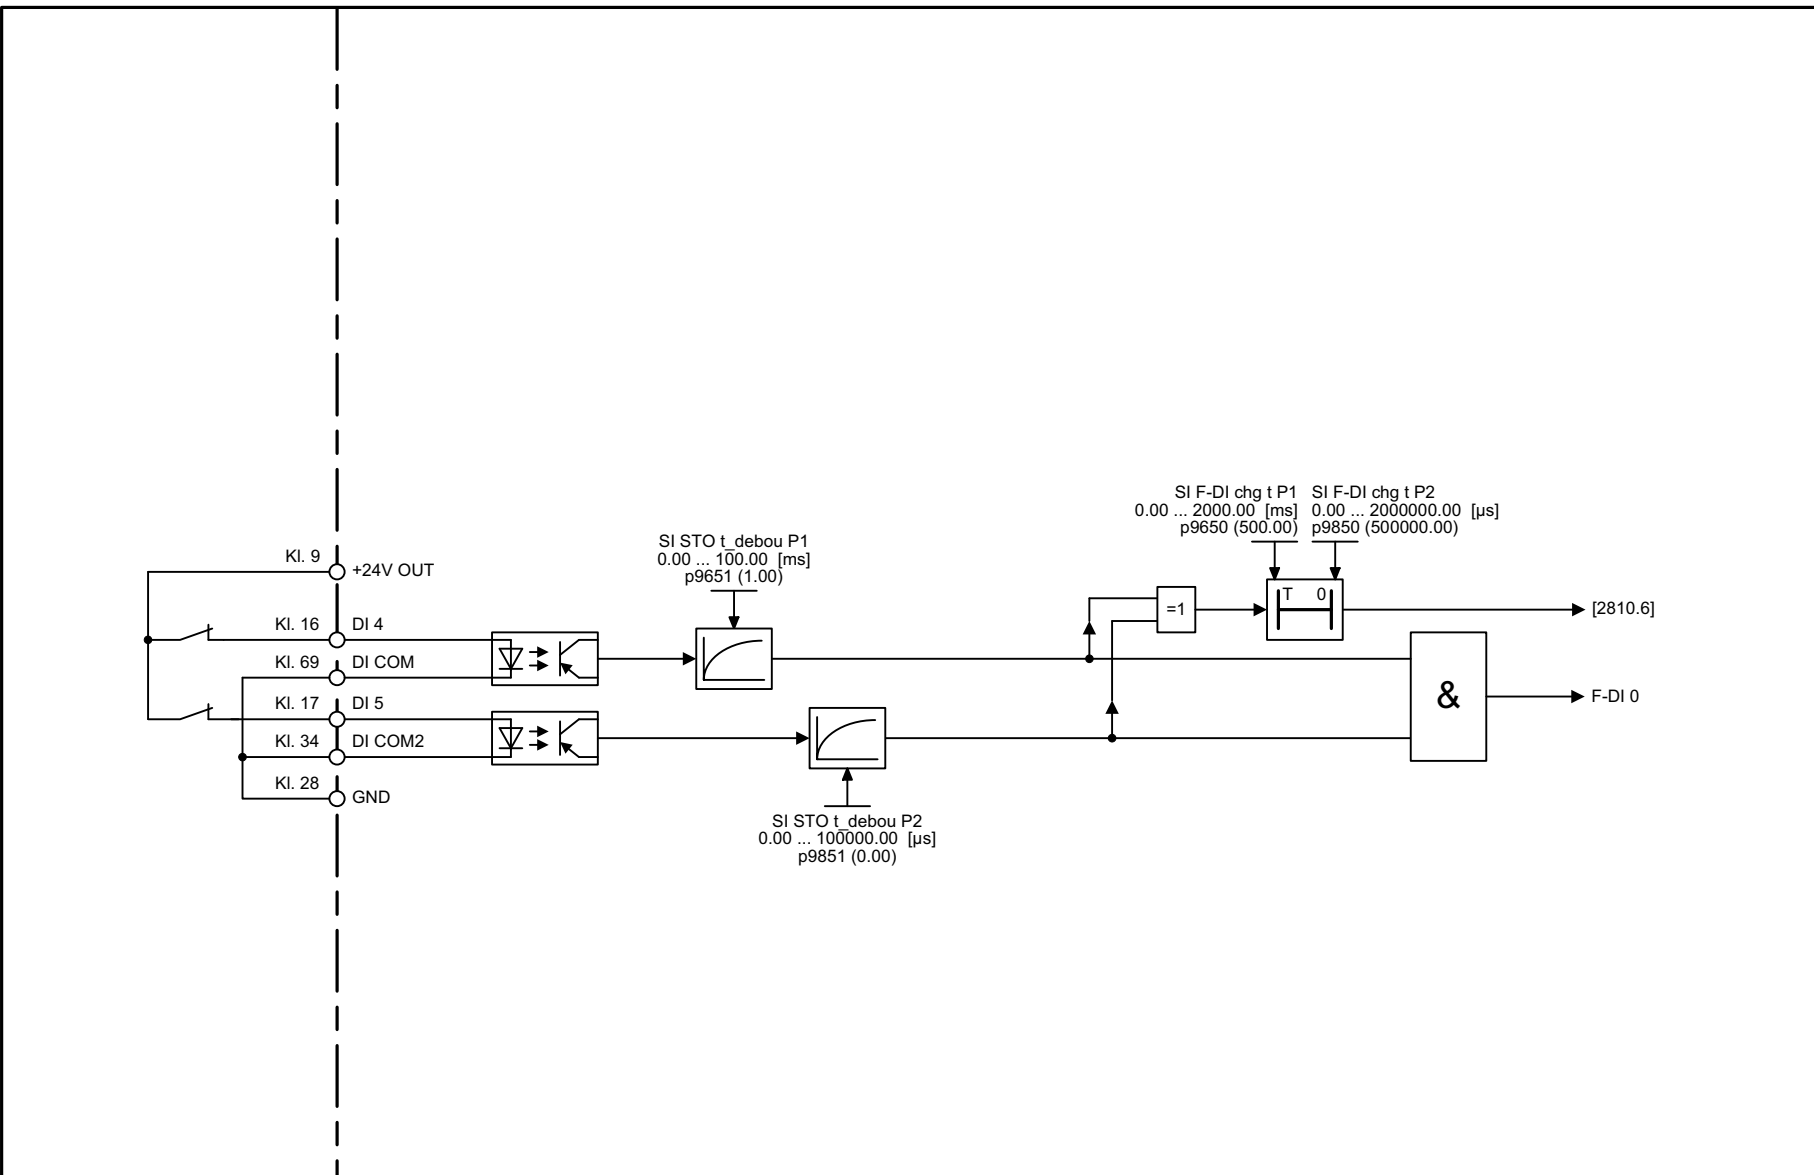 SI F-DI chg t P1
0.00 ... 2000.00 [ms]
p9650 (500.00)
SI F-DI chg t P2
0.00 ... 2000000.00 [µs]
p9850 (500000.00)
SI STO t_debou P1
0.00 ... 100.00 [ms]
p9651 (1.00)
Kl. 9
+24V OUT
T 0
=1
[2810.6]
Kl. 16
DI 4
Kl. 69
DI COM
Kl. 17
DI 5
&
F-DI 0
Kl. 34
DI COM2
Kl. 28
GND
SI STO t_debou P2
0.00 ... 100000.00 [µs]
p9851 (0.00)